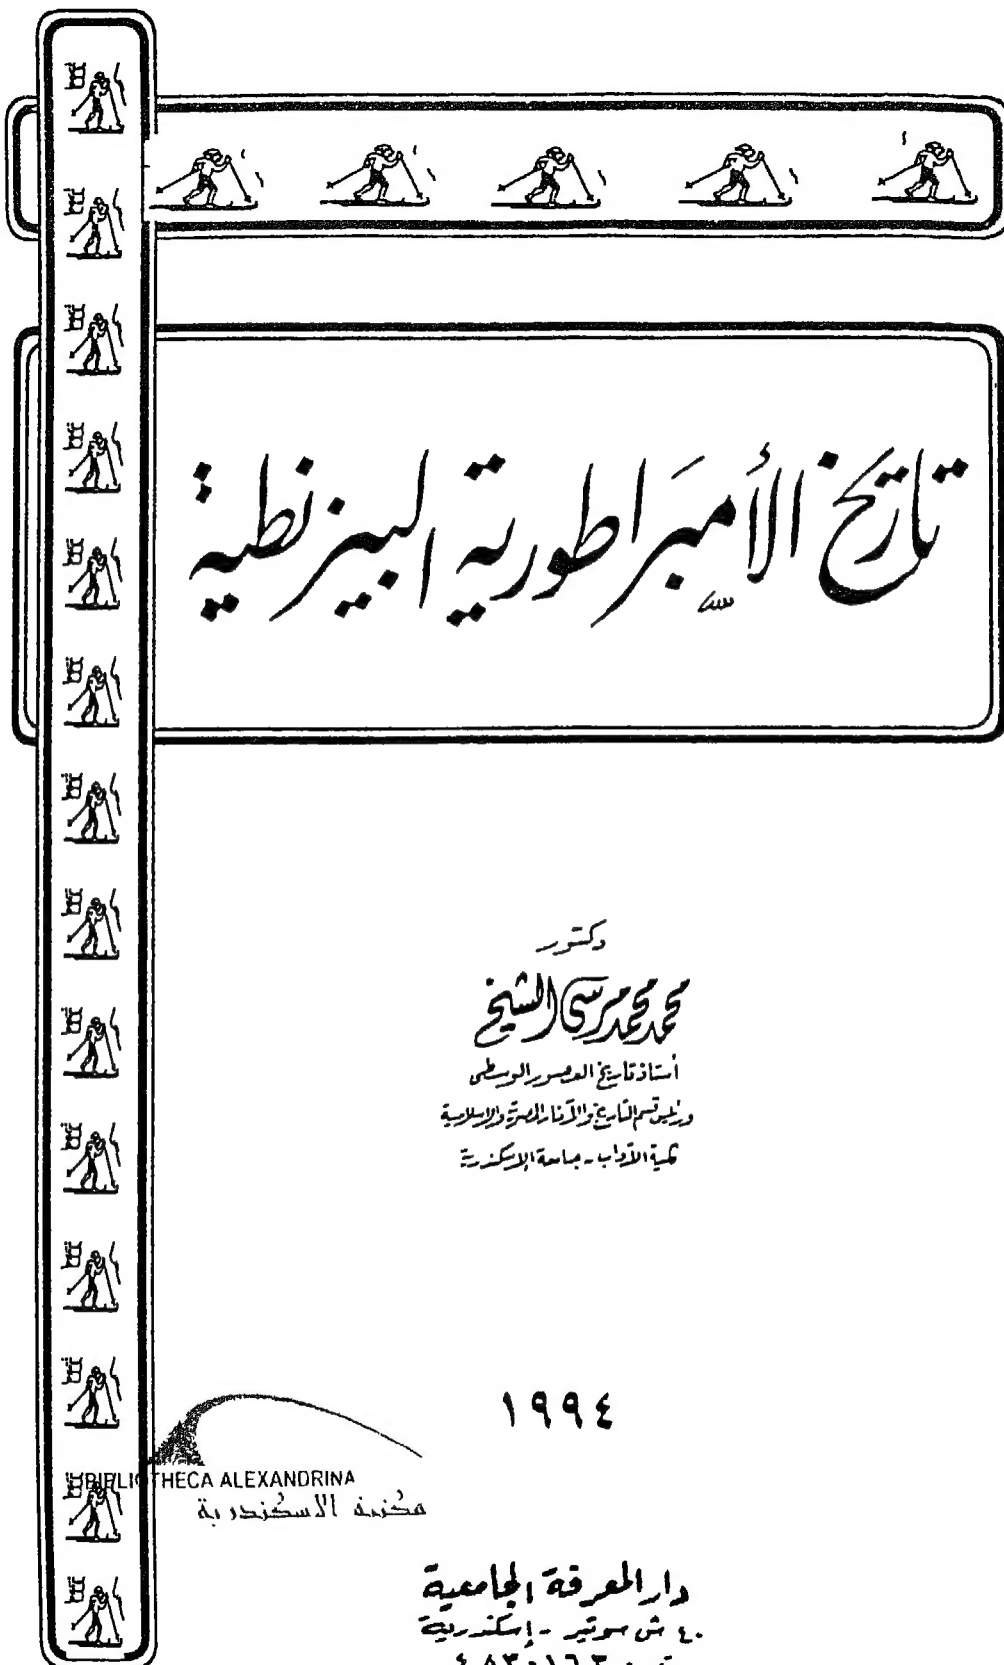 تاريخ الأمبراطورية البيزنطية
دكتور
محمد محمد مرسى الشيخ
أستاذ تاريخ العصور الوسطى
ورئيس قسم التاريخ والآثار المصرية والإسلامية
كلية الآداب - جامعة الإسكندرية
١٩٩٤
BIBLIOTHECA ALEXANDRINA
مكتبة الاسكندرية
دار المعرفة الجامعية
٤٠ ش سوتير - إسكندرية